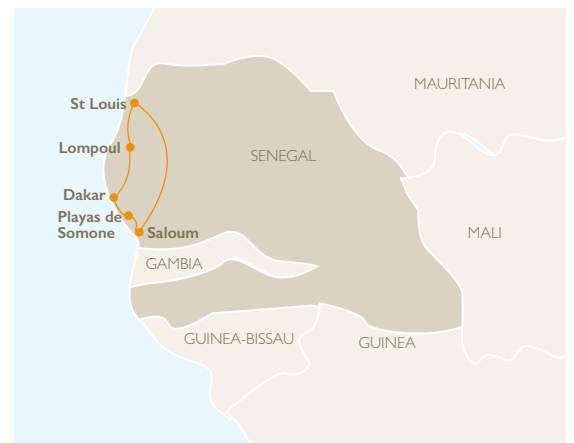 MAURITANIA
St Louis
Lompoul
SENEGAL
Dakar
Playas de
Somone
Saloum
MALI
GAMBIA
GUINEA-BISSAU
GUINEA